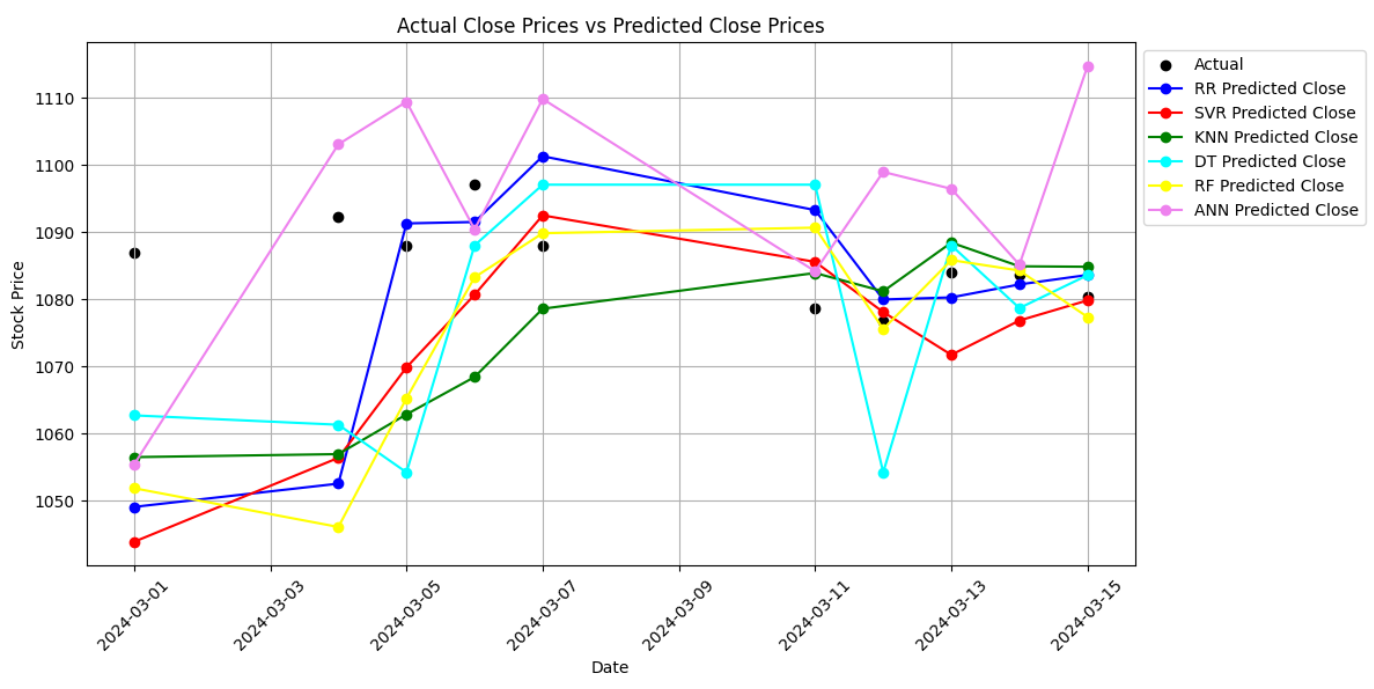 Actual Close Prices vs Predicted Close Prices
Stock Price
1110
1100
1090
1080
1070
1060
1050
2024-03-01
2024-03-03
2024-03-05
2024-03-07
2024-03-09
2024-03-11
2024-03-13
2024-03-15
Date
Actual
RR Predicted Close
SVR Predicted Close
KNN Predicted Close
DT Predicted Close
RF Predicted Close
ANN Predicted Close